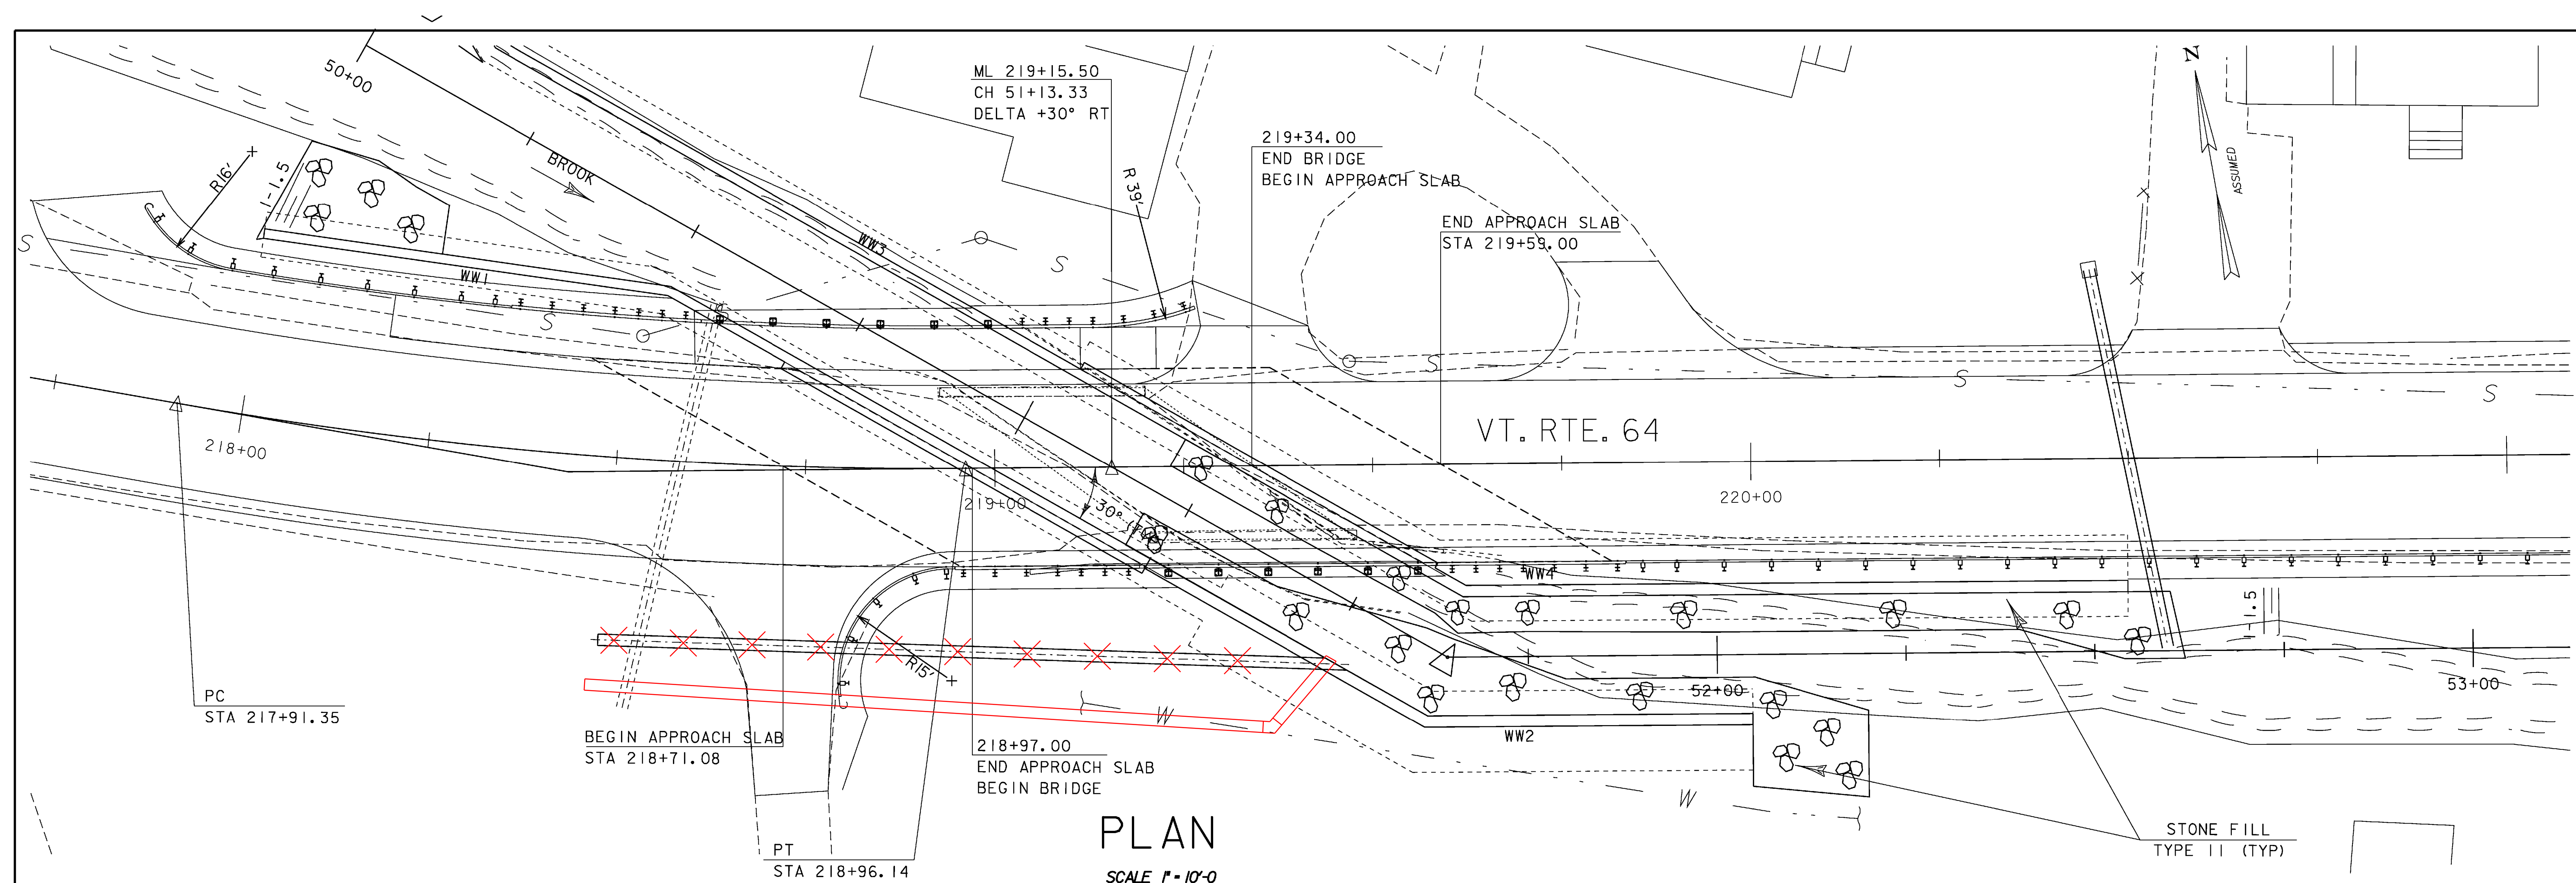 50+00
ML 219+15.50
CH 51+13.33
DELTA +30° RT
N
219+34.00
END BRIDGE
BEGIN APPROACH SLAB
ASSUMED
BROOK
R16'
1-1.5
R 39'
END APPROACH SLAB
STA 219+59.00
WW3
S
S
WW1
S
S
S
S
VT. RTE. 64
218+00
219+00
220+00
30°
WW4
1-1.5
R15'
52+00
53+00
PC
STA 217+91.35
W
BEGIN APPROACH SLAB
STA 218+71.08
218+97.00
END APPROACH SLAB
BEGIN BRIDGE
WW2
W
PLAN
STONE FILL
TYPE II (TYP)
PT
STA 218+96.14
SCALE 1" = 10'-0